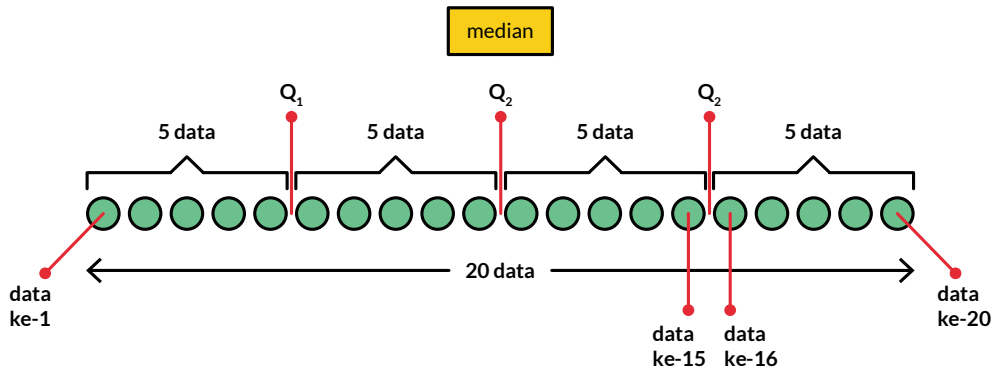 median
Q₁ Q₂ Q₂
5 data 5 data 5 data 5 data
20 data
data
ke-1
data
ke-15
data
ke-16
data
ke-20